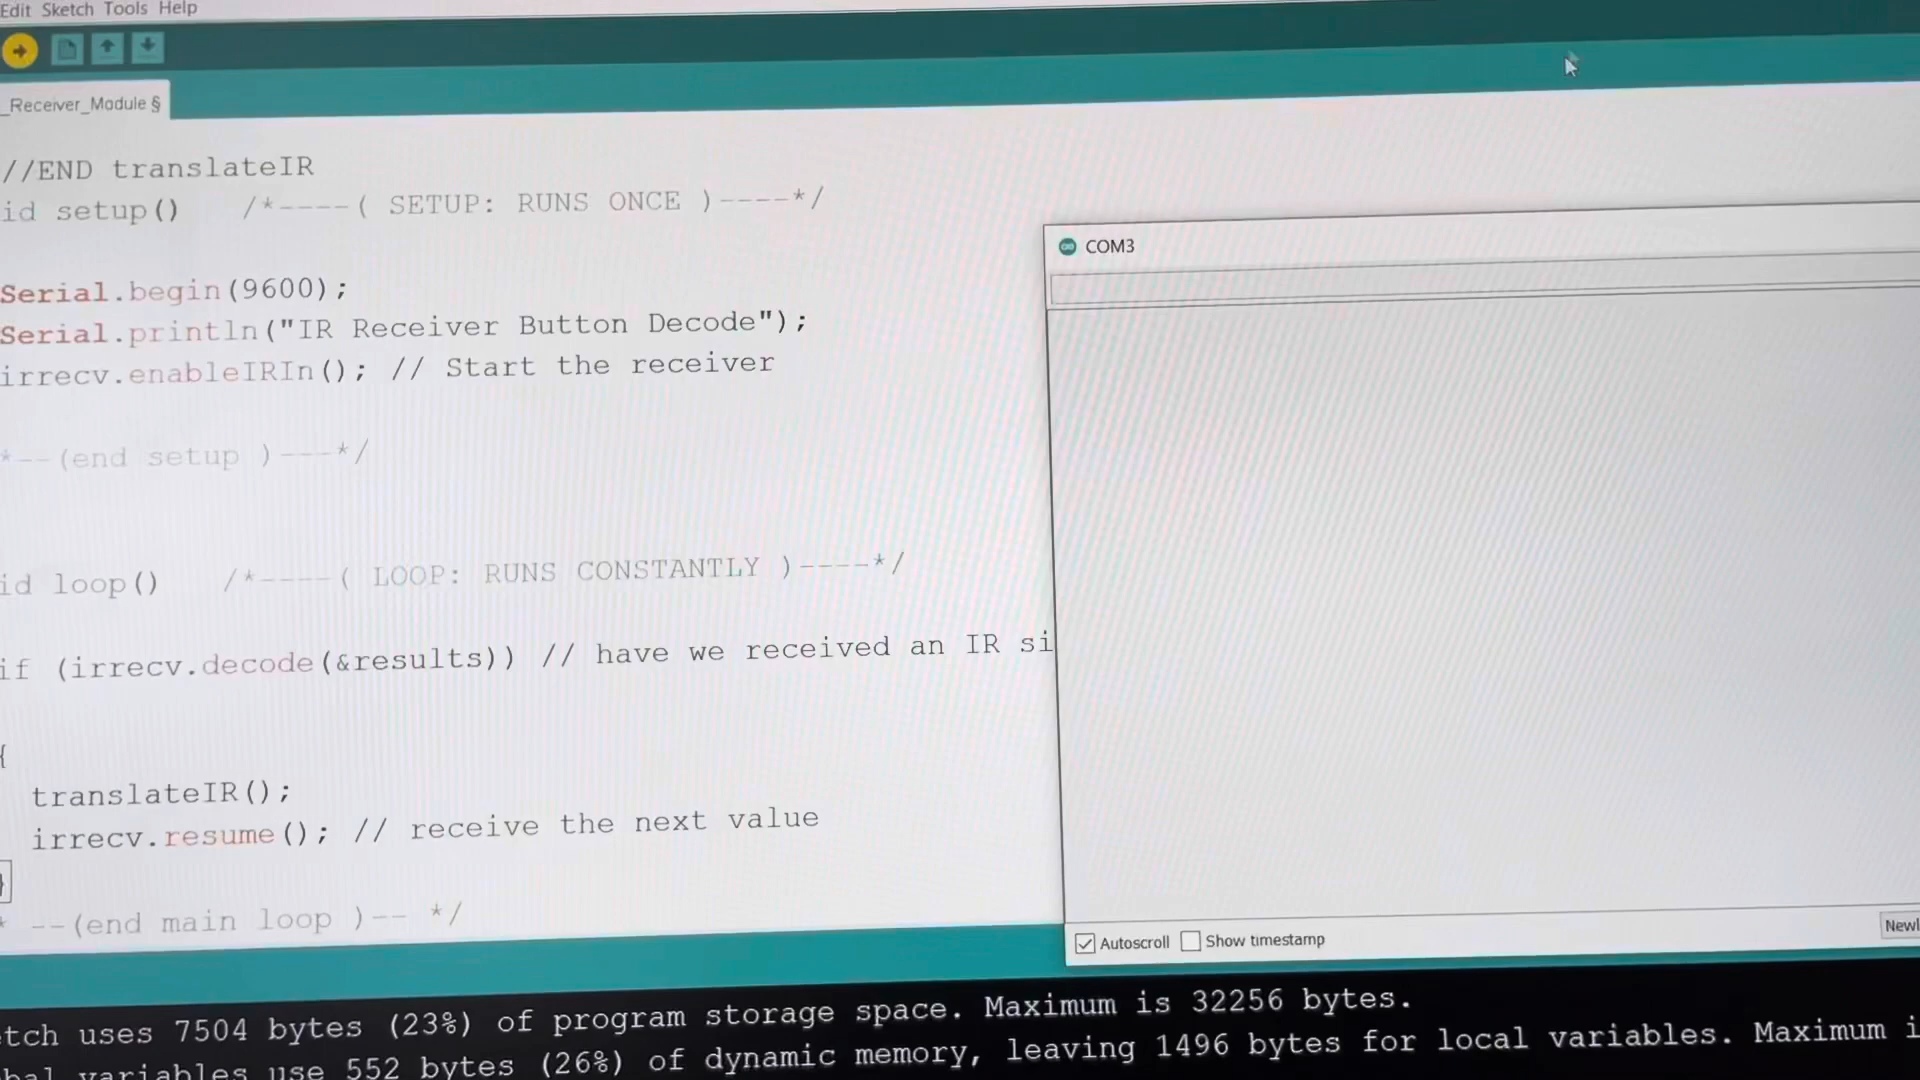 Edit Sketch Tools Help
_Receiver_Module §
//END translateIR
id setup() /*----( SETUP: RUNS ONCE )----*/
COM3
Serial.begin(9600);
Serial.println("IR Receiver Button Decode");
irrecv.enableIRIn(); // Start the receiver
*--(end setup )---*/
id loop() /*----( LOOP: RUNS CONSTANTLY )----*/
if (irrecv.decode(&results)) // have we received an IR si
{
translateIR();
irrecv.resume(); // receive the next value
}
* --(end main loop )-- */
Autoscroll Show timestamp
Newl
etch uses 7504 bytes (23%) of program storage space. Maximum is 32256 bytes.
bal variables use 552 bytes (26%) of dynamic memory, leaving 1496 bytes for local variables. Maximum i